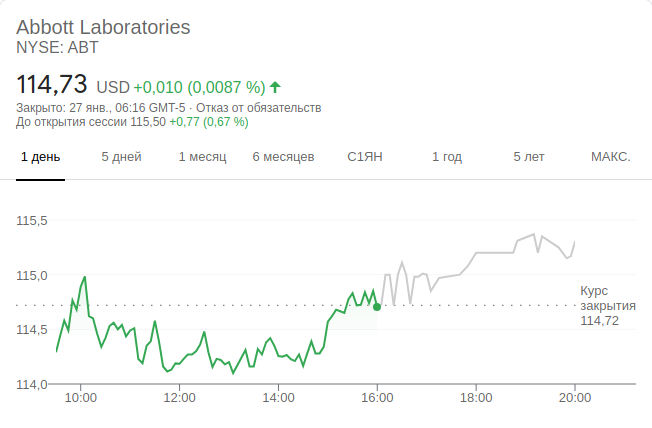 Abbott Laboratories
NYSE: ABT
114,73 USD +0,010 (0,0087 %)
Закрыто: 27 янв., 06:16 GMT-5 · Отказ от обязательств
До открытия сессии 115,50 +0,77 (0,67 %)
1 день 5 дней 1 месяц 6 месяцев С1ЯН 1 год 5 лет МАКС.
115,5
115,0
Курс
закрытия
114,72
114,5
114,0
10:00 12:00 14:00 16:00 18:00 20:00